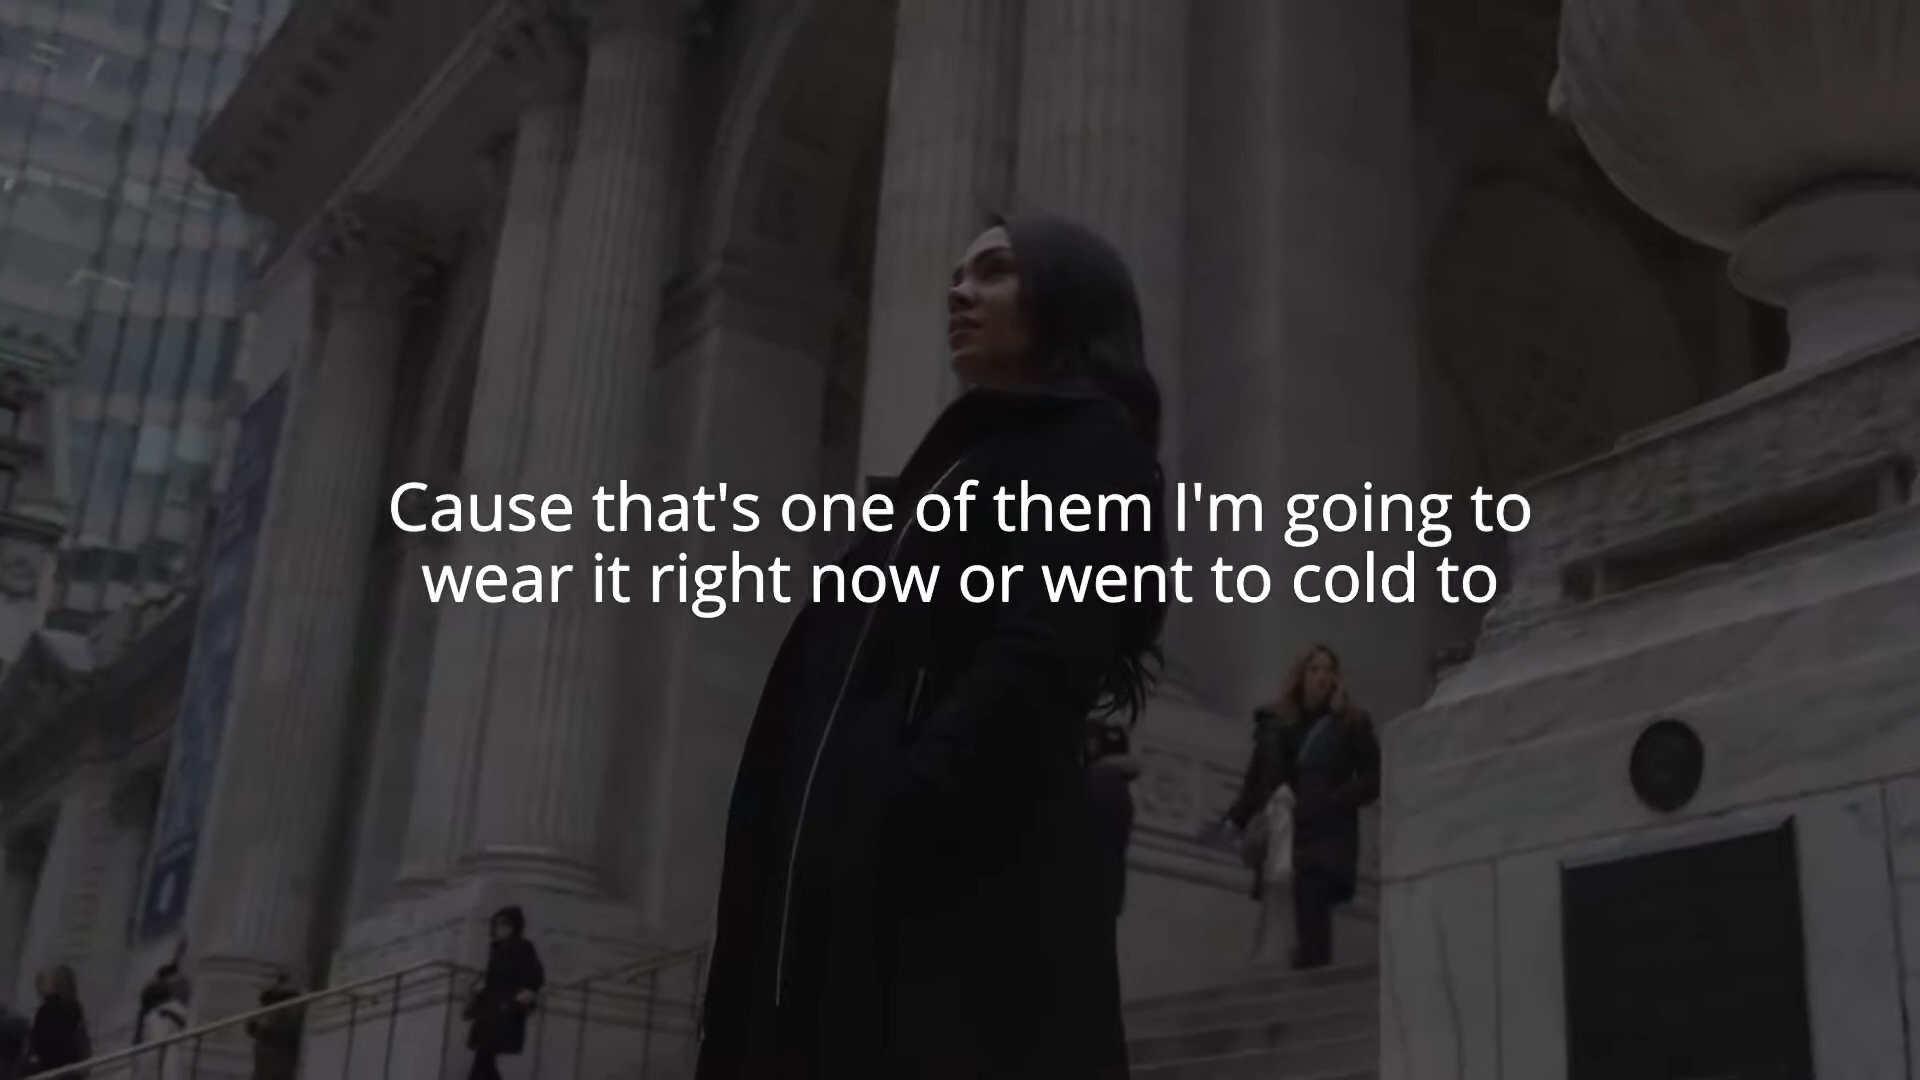 Cause that's one of them I'm going to
wear it right now or went to cold to